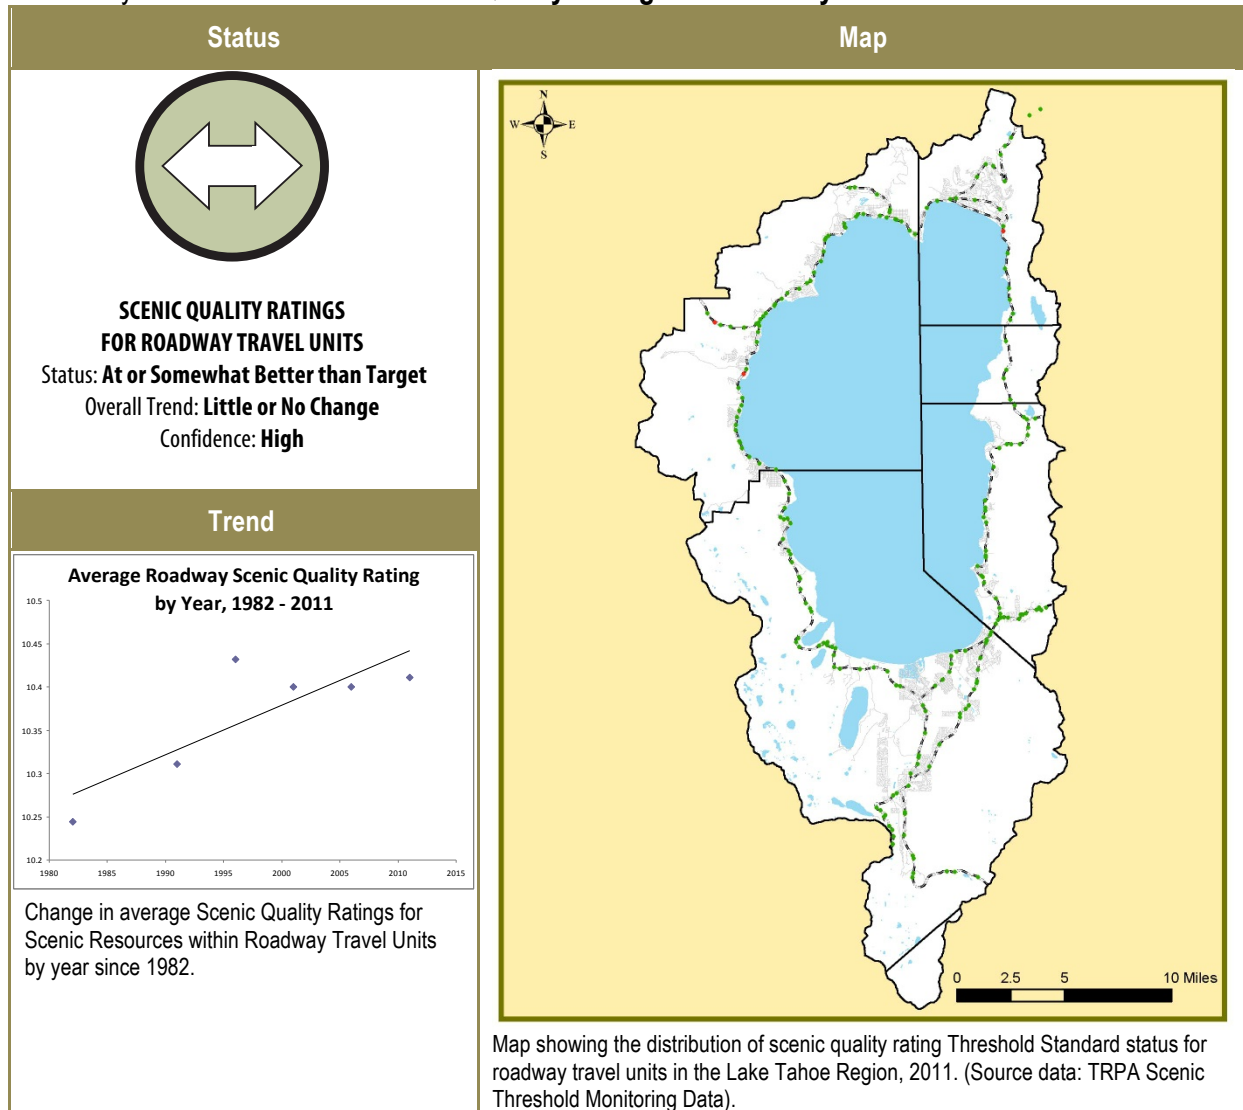 Status
SCENIC QUALITY RATINGS
FOR ROADWAY TRAVEL UNITS
Status: At or Somewhat Better than Target
Overall Trend: Little or No Change
Confidence: High
Trend
Average Roadway Scenic Quality Rating
by Year, 1982 - 2011
10.5
10.45
10.4
10.35
10.3
10.25
10.2
1980 1985 1990 1995 2000 2005 2010 2015
Change in average Scenic Quality Ratings for
Scenic Resources within Roadway Travel Units
by year since 1982.
Map
N
W E
S
0 2.5 5 10 Miles
Map showing the distribution of scenic quality rating Threshold Standard status for
roadway travel units in the Lake Tahoe Region, 2011. (Source data: TRPA Scenic
Threshold Monitoring Data).